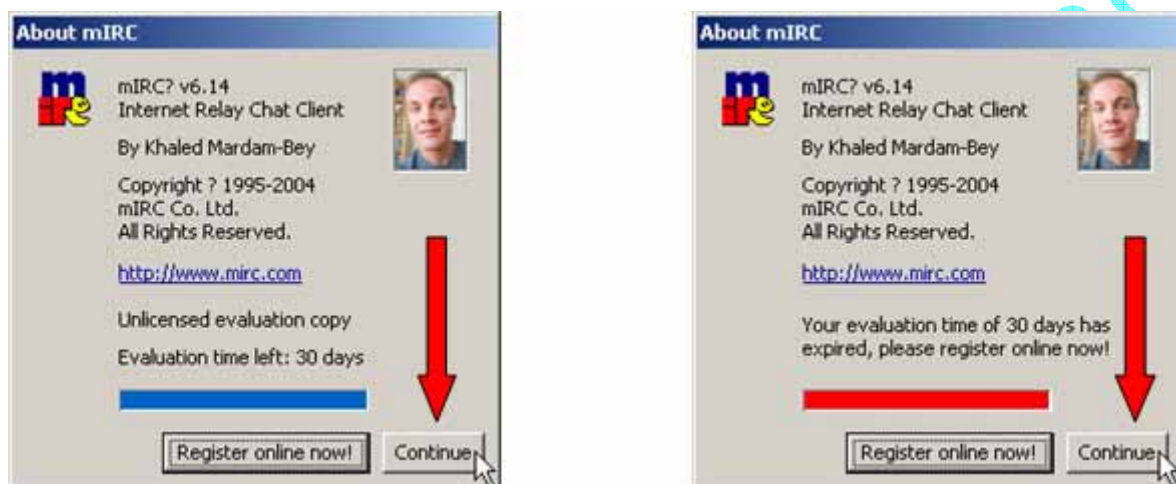 About mIRC
mIRC? v6.14
Internet Relay Chat Client
By Khaled Mardam-Bey
Copyright ? 1995-2004
mIRC Co. Ltd.
All Rights Reserved.
http://www.mirc.com
Unlicensed evaluation copy
Evaluation time left: 30 days
Register online now!
Continue
About mIRC
mIRC? v6.14
Internet Relay Chat Client
By Khaled Mardam-Bey
Copyright ? 1995-2004
mIRC Co. Ltd.
All Rights Reserved.
http://www.mirc.com
Your evaluation time of 30 days has
expired, please register online now!
Register online now!
Continue